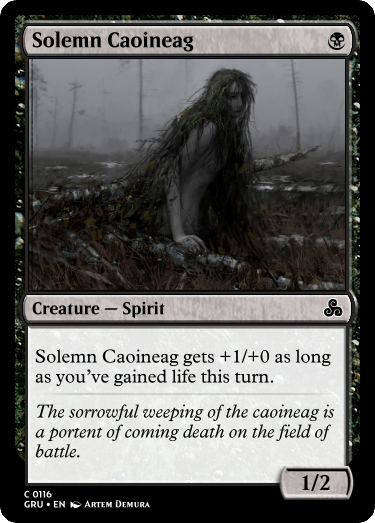 Solemn Caoineag
Creature — Spirit
Solemn Caoineag gets +1/+0 as long
as you've gained life this turn.
The sorrowful weeping of the caoineag is
a portent of coming death on the field of
battle.
1/2
C 0116
GRU • EN Artem Demura